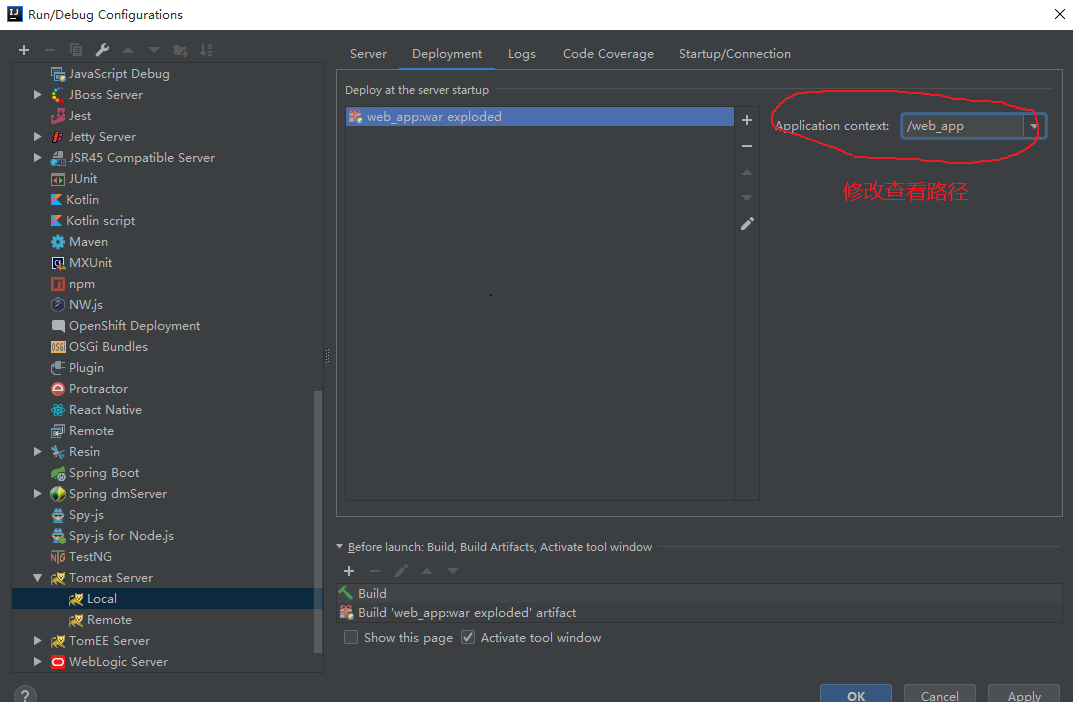 Run/Debug Configurations
Server
Deployment
Logs
Code Coverage
Startup/Connection
JavaScript Debug
JBoss Server
Jest
Jetty Server
JSR45 Compatible Server
JUnit
Kotlin
Kotlin script
Maven
MXUnit
npm
NW.js
OpenShift Deployment
OSGi Bundles
Plugin
Protractor
React Native
Remote
Resin
Spring Boot
Spring dmServer
Spy-js
Spy-js for Node.js
TestNG
Tomcat Server
Local
Remote
TomEE Server
WebLogic Server
Deploy at the server startup
web_app:war exploded
Application context: /web_app
修改查看路径
Before launch: Build, Build Artifacts, Activate tool window
Build
Build 'web_app:war exploded' artifact
Show this page
Activate tool window
?
OK
Cancel
Apply